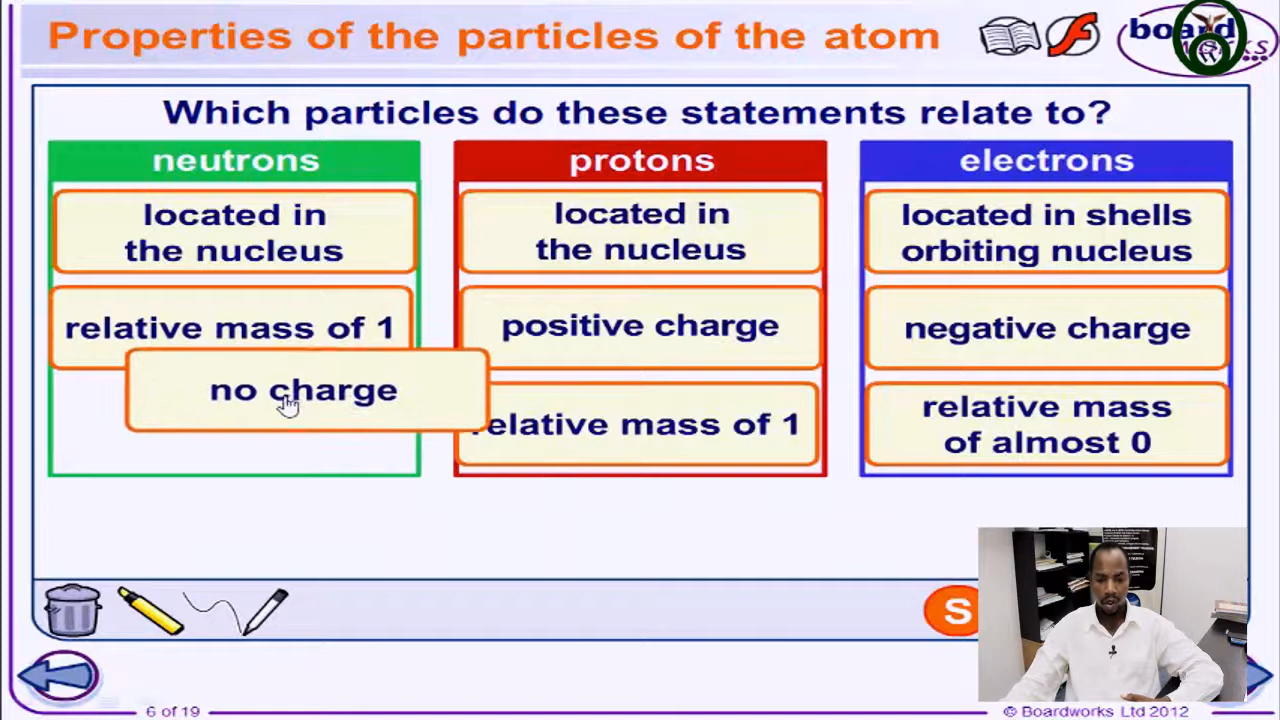 Properties of the particles of the atom
board
Which particles do these statements relate to?
neutrons
located in
the nucleus
relative mass of 1
no charge
protons
located in
the nucleus
positive charge
relative mass of 1
electrons
located in shells
orbiting nucleus
negative charge
relative mass
of almost 0
S
6 of 19
© Boardworks Ltd 2012